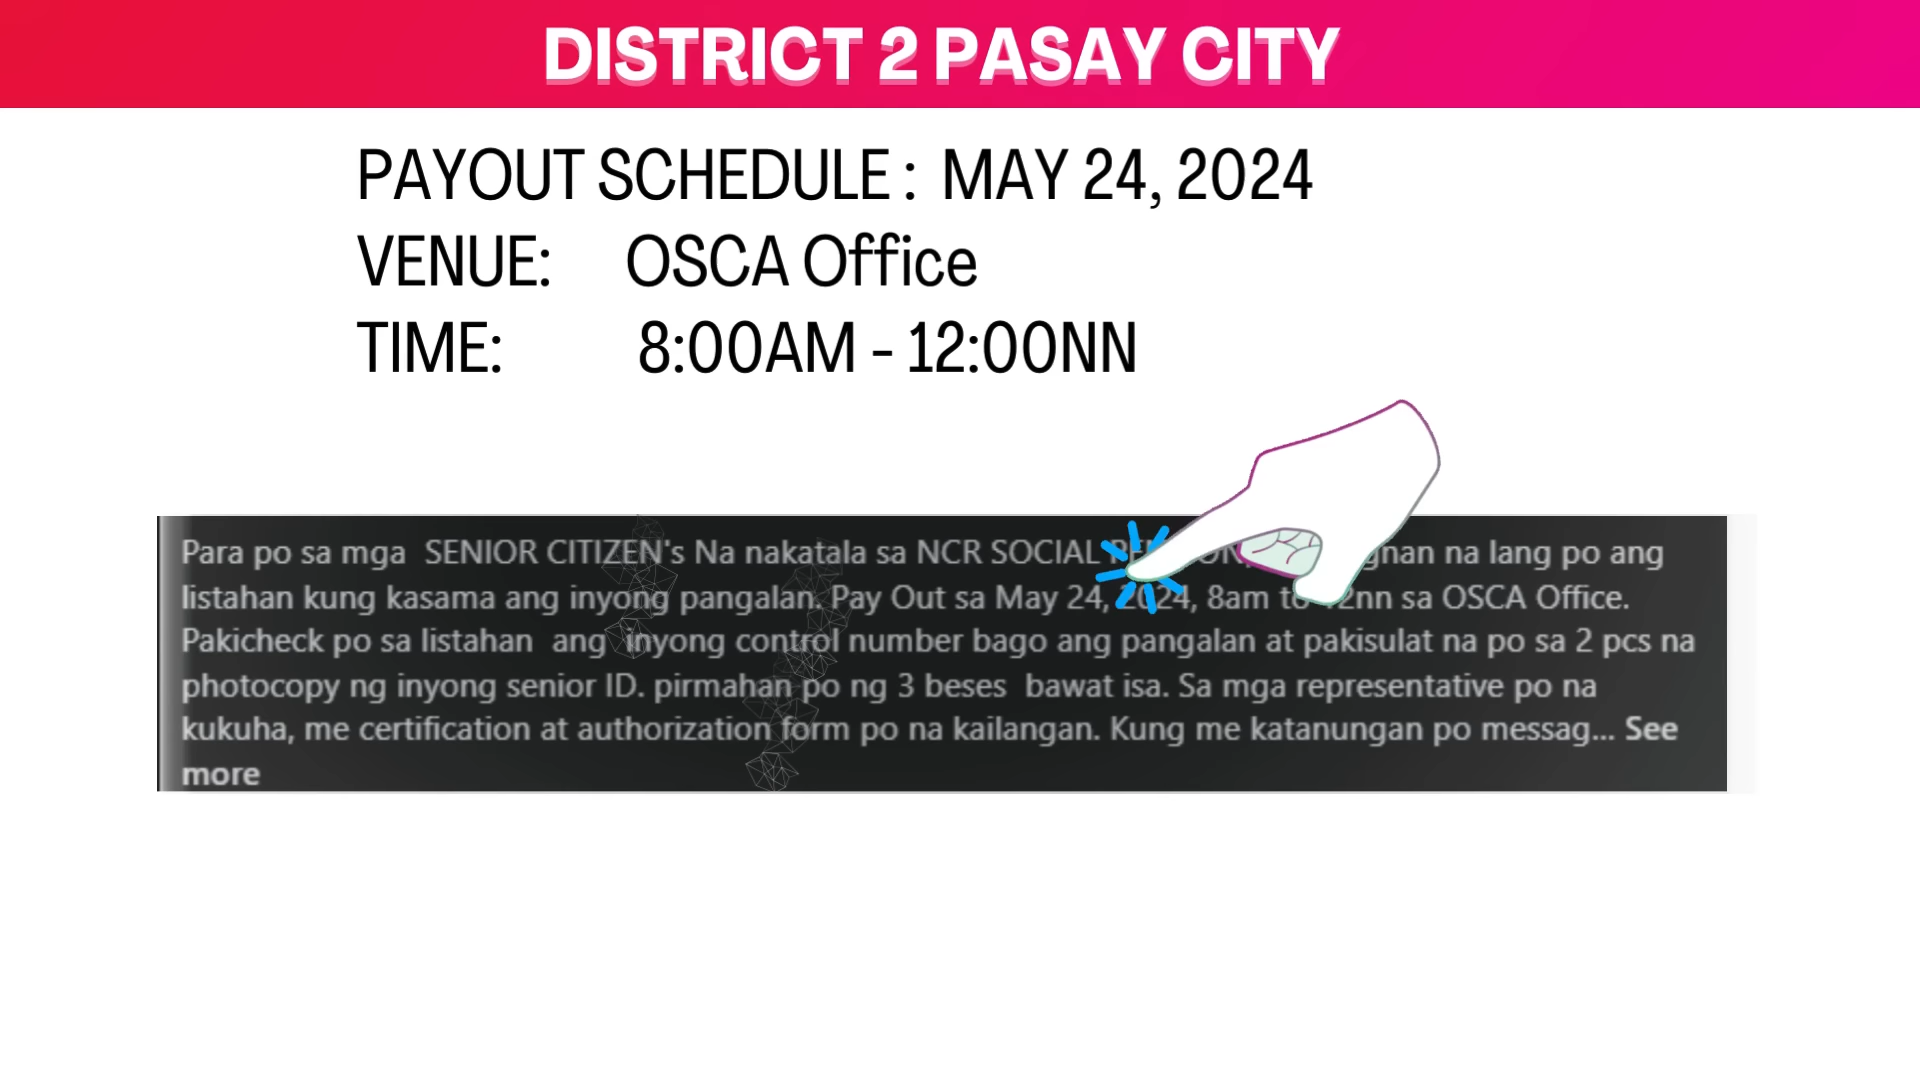 DISTRICT 2 PASAY CITY
PAYOUT SCHEDULE : MAY 24, 2024
VENUE: OSCA Office
TIME: 8:00AM - 12:00NN
Para po sa mga SENIOR CITIZEN's Na nakatala sa NCR SOCIAL na lang po ang
listahan kung kasama ang inyong pangalan. Pay Out sa May 24, 2024, 8am to 12nn sa OSCA Office.
Pakicheck po sa listahan ang inyong control number bago ang pangalan at pakisulat na po sa 2 pcs na
photocopy ng inyong senior ID. pirmahan po ng 3 beses bawat isa. Sa mga representative po na
kukuha, me certification at authorization form po na kailangan. Kung me katanungan po messag... See
more